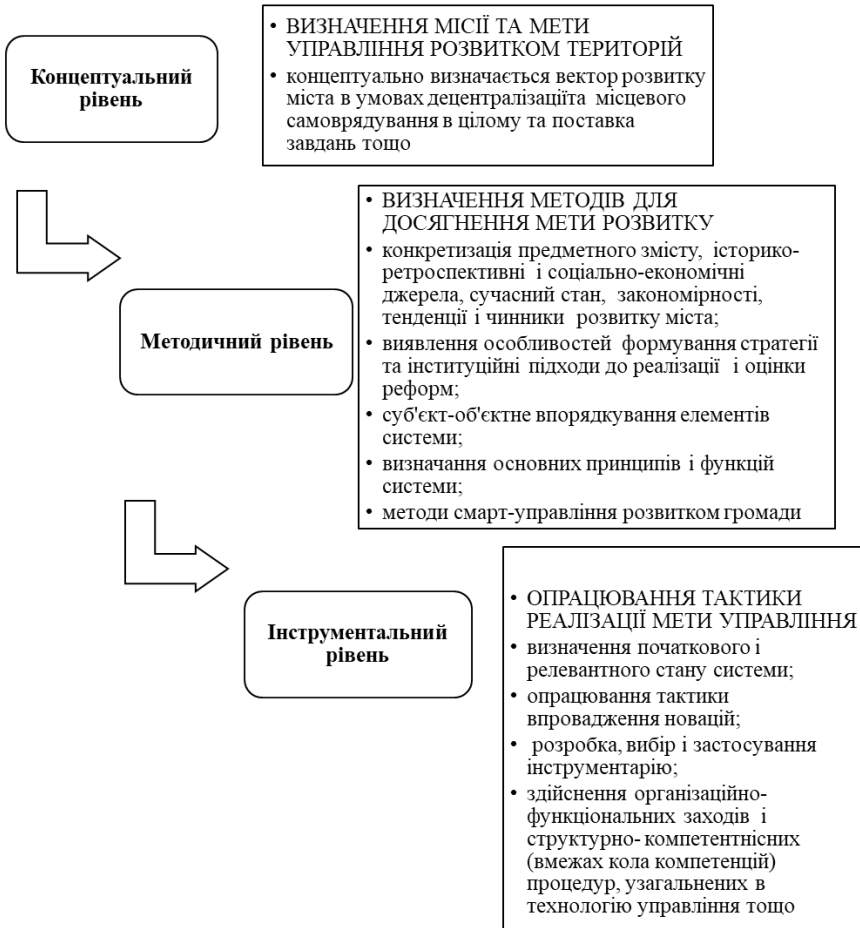 Концептуальний
рівень
• ВИЗНАЧЕННЯ МІСІЇ ТА МЕТИ
УПРАВЛІННЯ РОЗВИТКОМ ТЕРИТОРІЙ
• концептуально визначається вектор розвитку
міста в умовах децентралізаціїта місцевого
самоврядування в цілому та поставка
завдань тощо
Методичний рівень
• ВИЗНАЧЕННЯ МЕТОДІВ ДЛЯ
ДОСЯГНЕННЯ МЕТИ РОЗВИТКУ
• конкретизація предметного змісту, історико-
ретроспективні і соціально-економічні
джерела, сучасний стан, закономірності,
тенденції і чинники розвитку міста;
• виявлення особливостей формування стратегії
та інституційні підходи до реалізації і оцінки
реформ;
• суб'єкт-об'єктне впорядкування елементів
системи;
• визначання основних принципів і функцій
системи;
• методи смарт-управління розвитком громади
Інструментальний
рівень
• ОПРАЦЮВАННЯ ТАКТИКИ
РЕАЛІЗАЦІЇ МЕТИ УПРАВЛІННЯ
• визначення початкового і
релевантного стану системи;
• опрацювання тактики
впровадження новацій;
• розробка, вибір і застосування
інструментарію;
• здійснення організаційно-
функціональних заходів і
структурно- компетентнісних
(вмежах кола компетенцій)
процедур, узагальнених в
технологію управління тощо